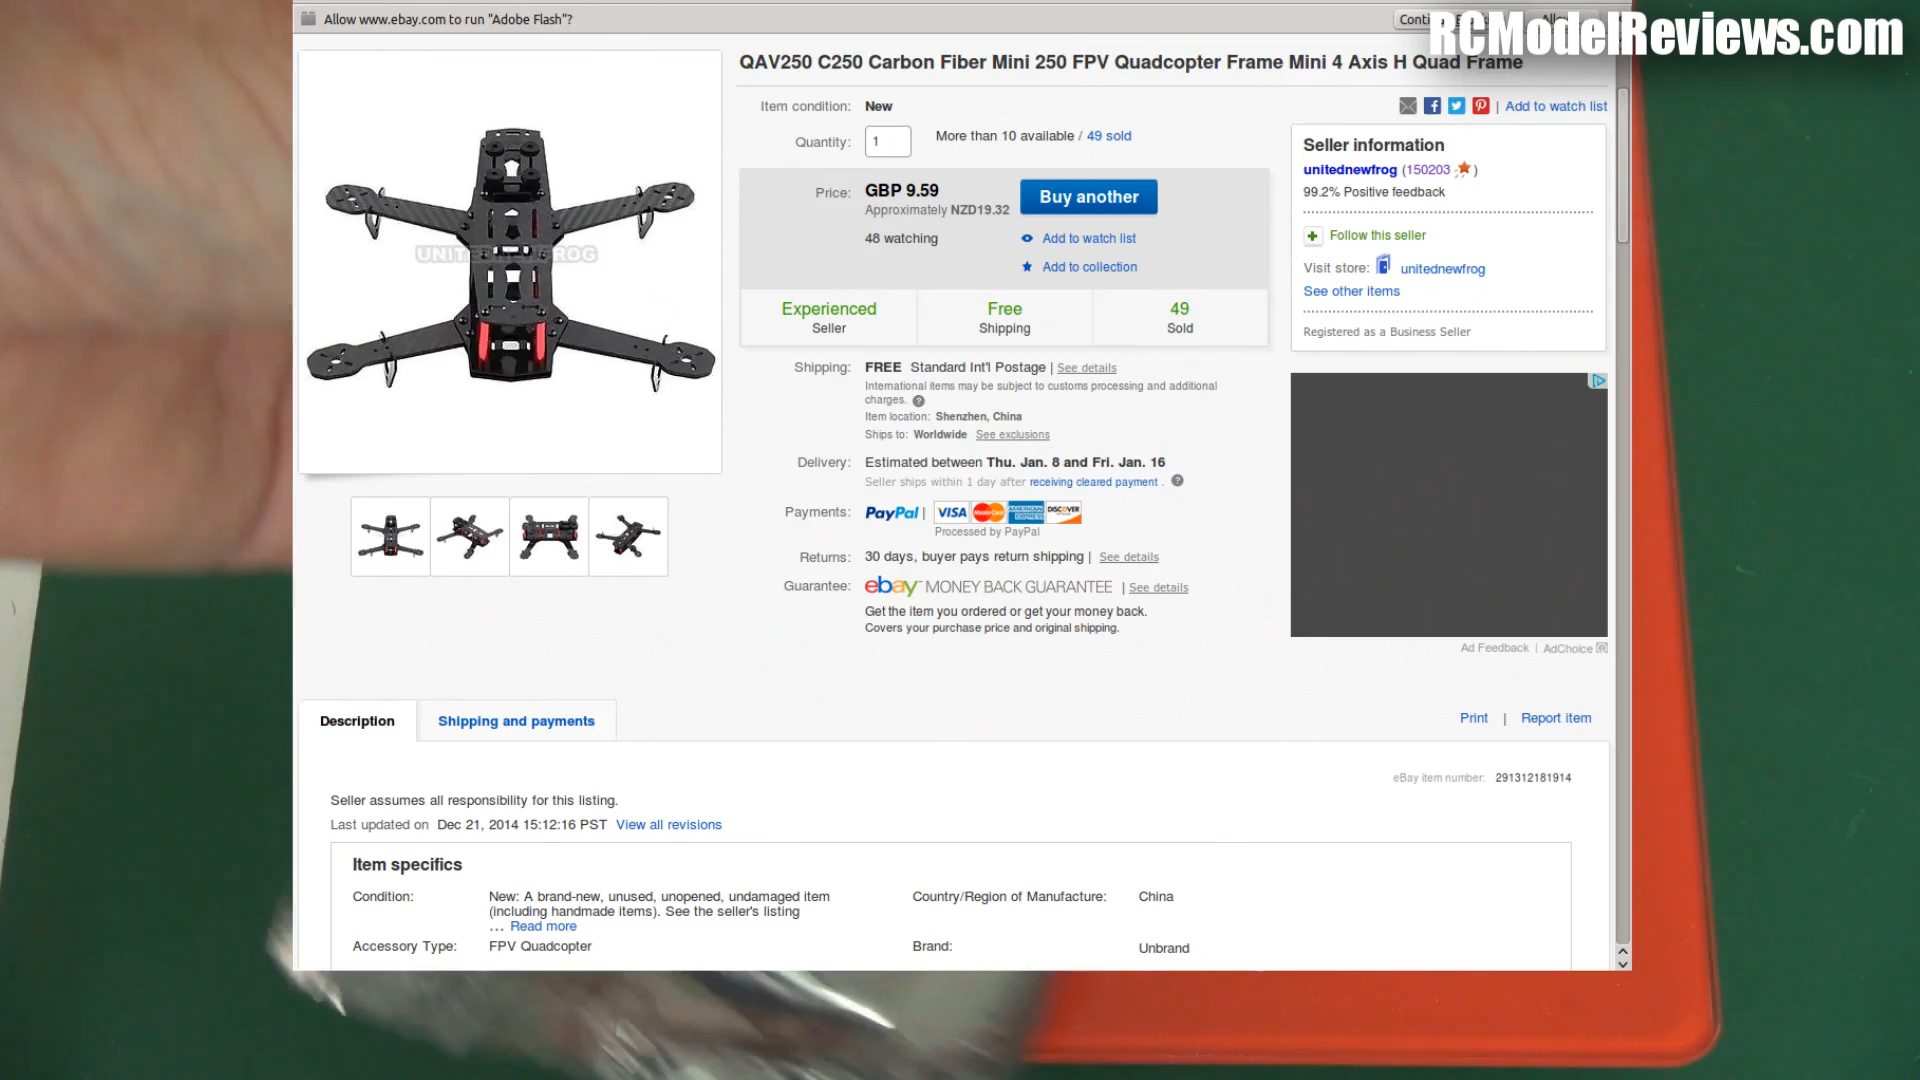 Allow www.ebay.com to run "Adobe Flash"?
RCModelReviews.com
QAV250 C250 Carbon Fiber Mini 250 FPV Quadcopter Frame Mini 4 Axis H Quad Frame
Item condition: New
| Add to watch list
Quantity: 1 More than 10 available / 49 sold
Price: GBP 9.59
Approximately NZD19.32
Buy another
48 watching
Add to watch list
Add to collection
Experienced Seller
Free Shipping
49 Sold
Seller information
unitednewfrog (150203 )
99.2% Positive feedback
Follow this seller
Visit store: unitednewfrog
See other items
Registered as a Business Seller
Shipping: FREE Standard Int'l Postage | See details
International items may be subject to customs processing and additional
charges.
Item location: Shenzhen, China
Ships to: Worldwide See exclusions
Delivery: Estimated between Thu. Jan. 8 and Fri. Jan. 16
Seller ships within 1 day after receiving cleared payment .
Payments: PayPal | VISA MasterCard AMERICAN EXPRESS DISCOVER
Processed by PayPal
Returns: 30 days, buyer pays return shipping | See details
Guarantee: ebay MONEY BACK GUARANTEE | See details
Get the item you ordered or get your money back.
Covers your purchase price and original shipping.
Ad Feedback | AdChoice
Description
Shipping and payments
Print | Report item
eBay item number: 291312181914
Seller assumes all responsibility for this listing.
Last updated on Dec 21, 2014 15:12:16 PST View all revisions
Item specifics
Condition: New: A brand-new, unused, unopened, undamaged item
(including handmade items). See the seller's listing
... Read more
Country/Region of Manufacture: China
Accessory Type: FPV Quadcopter
Brand: Unbrand